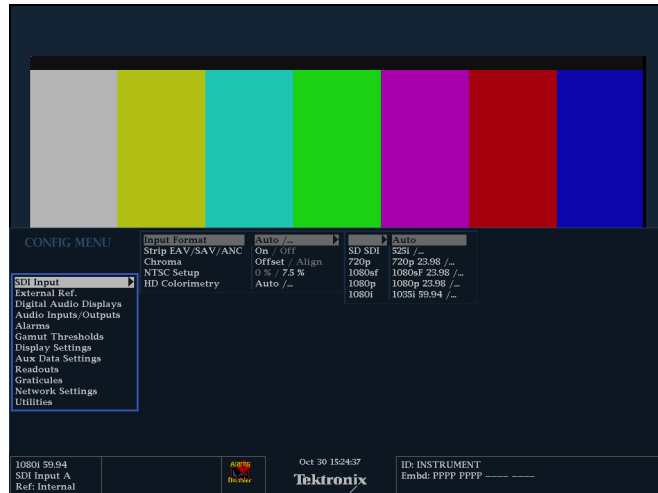 CONFIG MENU
SDI Input
External Ref.
Digital Audio Displays
Audio Inputs/Outputs
Alarms
Gamut Thresholds
Display Settings
Aux Data Settings
Readouts
Graticules
Network Settings
Utilities
Input Format Auto /...
Strip EAV/SAV/ANC On / Off
Chroma Offset / Align
NTSC Setup 0 % / 7.5 %
HD Colorimetry Auto /...
Auto
SD SDI 525i /...
720p 720p 23.98 /...
1080sf 1080sF 23.98 /...
1080p 1080p 23.98 /...
1080i 1035i 59.94 /...
1080i 59.94
SDI Input A
Ref: Internal
Alarms
Disabled
Oct 30 15:24:37
Tektronix
ID: INSTRUMENT
Embd: PPPP PPPP ---- ----